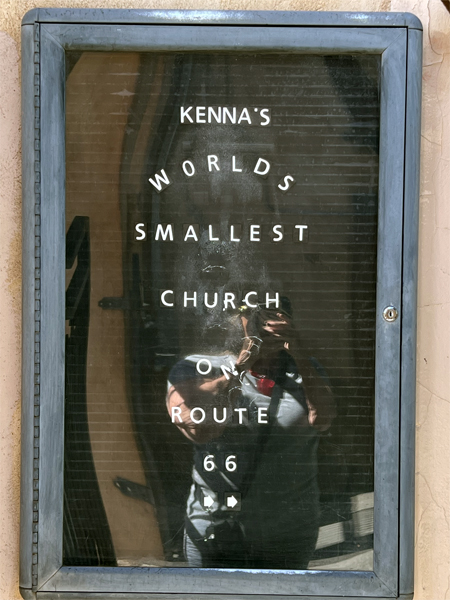 KENNA'S
WORLDS
SMALLEST
CHURCH
ON
ROUTE
66